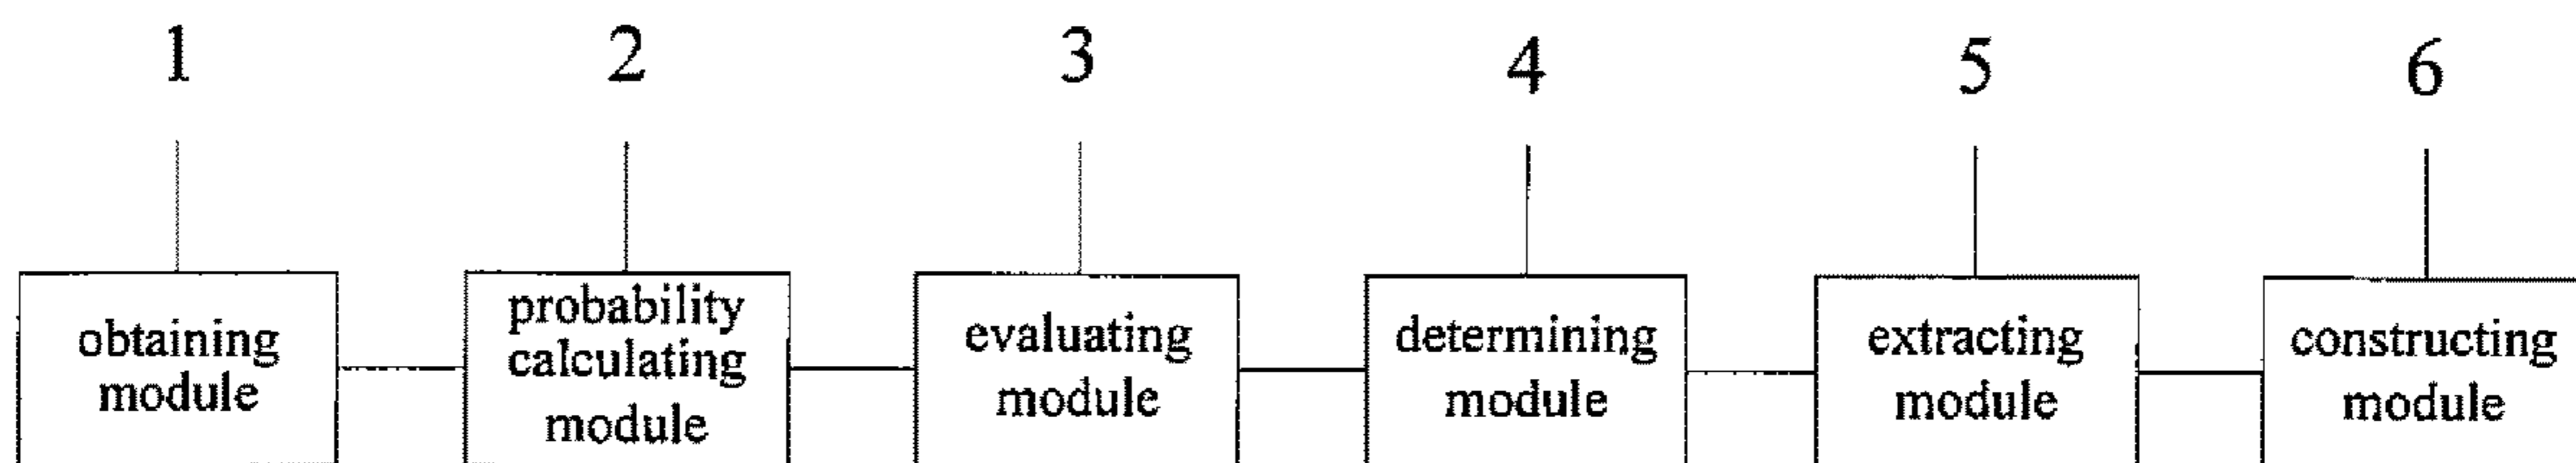 1 2 3 4 5 6
obtaining
module
probability
calculating
module
evaluating
module
determining
module
extracting
module
constructing
module